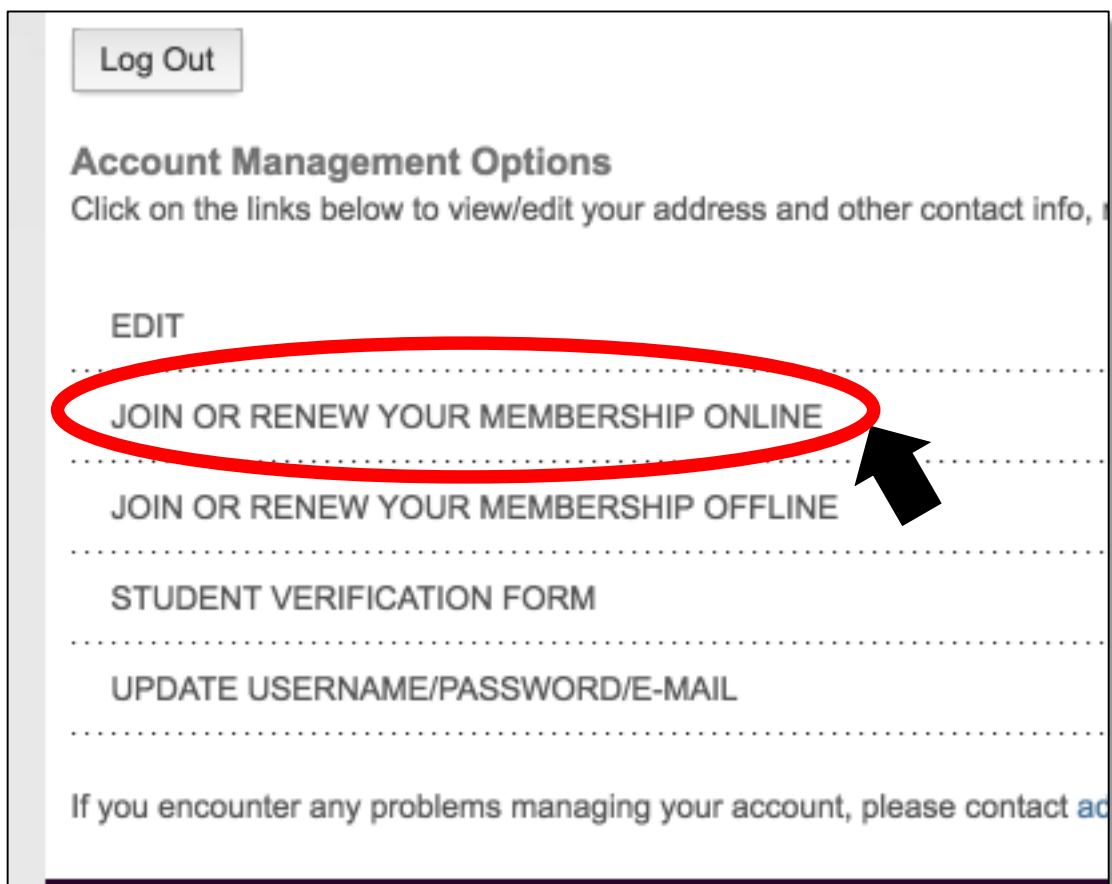 Log Out
Account Management Options
Click on the links below to view/edit your address and other contact info,
EDIT
JOIN OR RENEW YOUR MEMBERSHIP ONLINE
JOIN OR RENEW YOUR MEMBERSHIP OFFLINE
STUDENT VERIFICATION FORM
UPDATE USERNAME/PASSWORD/E-MAIL
If you encounter any problems managing your account, please contact